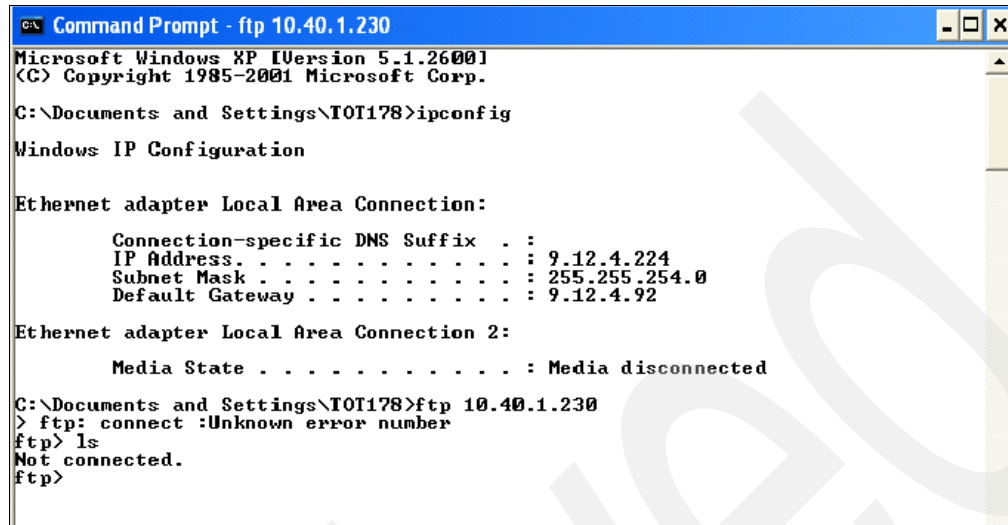 Command Prompt - ftp 10.40.1.230
Microsoft Windows XP [Version 5.1.2600]
(C) Copyright 1985-2001 Microsoft Corp.
C:\Documents and Settings\TOT178>ipconfig
Windows IP Configuration
Ethernet adapter Local Area Connection:
Connection-specific DNS Suffix . :
IP Address. . . . . . . . . . . . : 9.12.4.224
Subnet Mask . . . . . . . . . . . : 255.255.254.0
Default Gateway . . . . . . . . . : 9.12.4.92
Ethernet adapter Local Area Connection 2:
Media State . . . . . . . . . . . : Media disconnected
C:\Documents and Settings\TOT178>ftp 10.40.1.230
> ftp: connect :Unknown error number
ftp> ls
Not connected.
ftp>